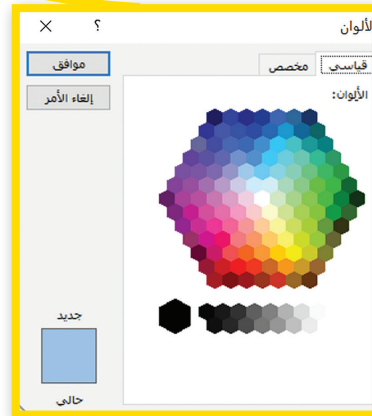 الألوان ؟ ×
قياسي مخصص
موافق
إلغاء الأمر
الألوان:
جديد
حالي